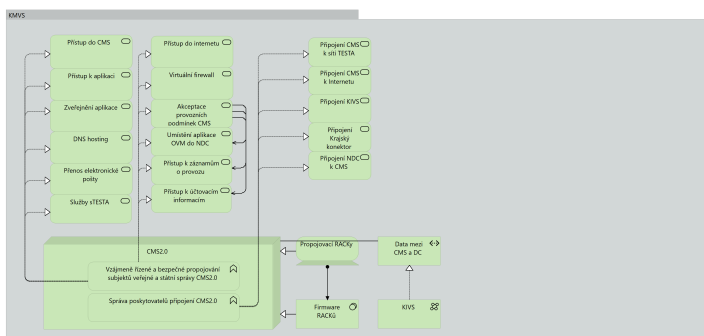 KMVS
Přístup do CMS
Přístup k aplikaci
Zveřejnění aplikace
DNS hosting
Přenos elektronické
pošty
Služby sTESTA
Přístup do internetu
Virtuální firewall
Akceptace
provozních
podmínek CMS
Umístění aplikace
OVM do NDC
Přístup k záznamům
o provozu
Přístup k účtovacím
informacím
Připojení CMS
k síti TESTA
Připojení CMS
k Internetu
Připojení KIVS
Připojení
Krajský
konektor
Připojení NDC
k CMS
CMS2.0
Vzájemné řízené a bezpečné propojování
subjektů veřejné a státní správy CMS2.0
Správa poskytovatelů připojení CMS2.0
Propojovací RACKy
Firmware
RACKů
Data mezi
CMS a DC
KIVS